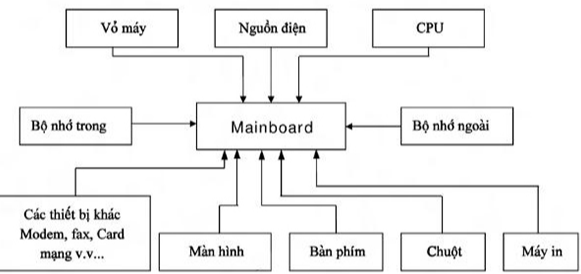 Vỏ máy
Nguồn điện
CPU
Bộ nhớ trong
Mainboard
Bộ nhớ ngoài
Các thiết bị khác
Modem, fax, Card
mạng v.v...
Màn hình
Bàn phím
Chuột
Máy in